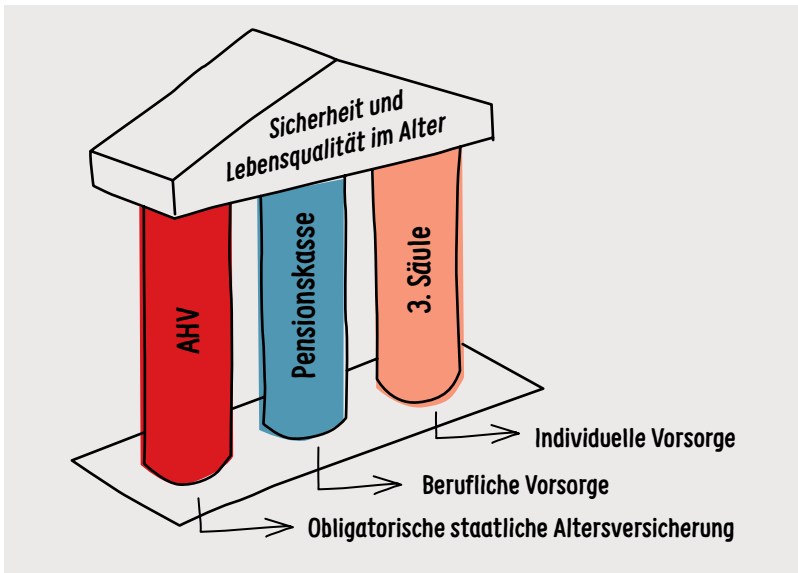 Sicherheit und
Lebensqualität im Alter
AHV
Pensionskasse
3. Säule
Individuelle Vorsorge
Berufliche Vorsorge
Obligatorische staatliche Altersversicherung